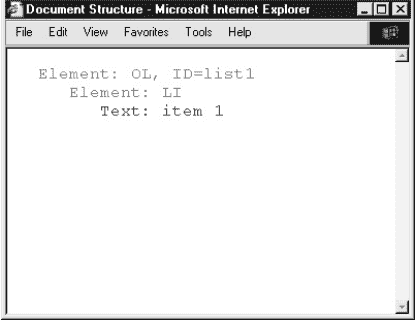 Document Structure - Microsoft Internet Explorer
File Edit View Favorites Tools Help
Element: OL, ID=list1
Element: LI
Text: item 1